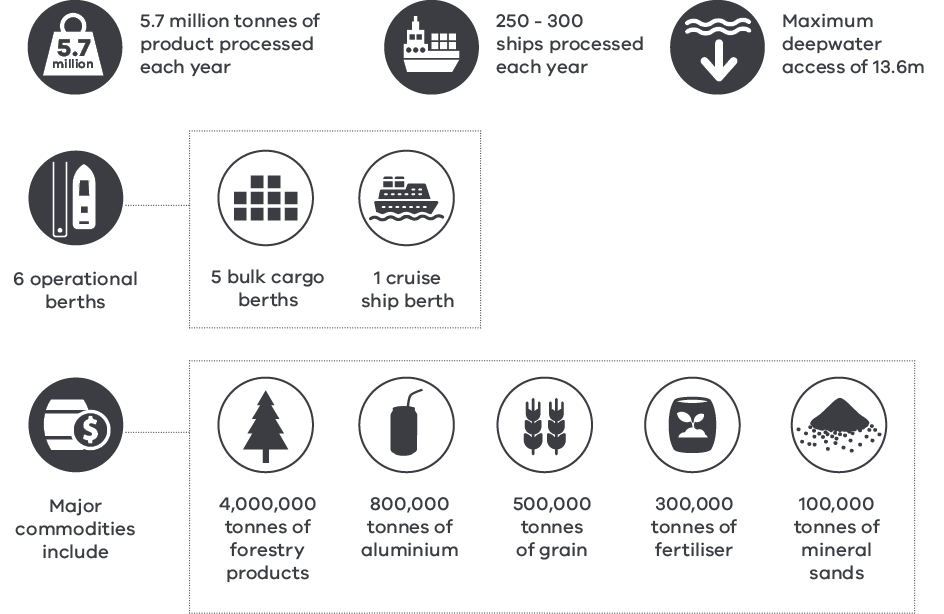 5.7
million
5.7 million tonnes of
product processed
each year
250 - 300
ships processed
each year
Maximum
deepwater
access of 13.6m
6 operational
berths
5 bulk cargo
berths
1 cruise
ship berth
$
Major
commodities
include
4,000,000
tonnes of
forestry
products
800,000
tonnes of
aluminium
500,000
tonnes
of grain
300,000
tonnes of
fertiliser
100,000
tonnes of
mineral
sands